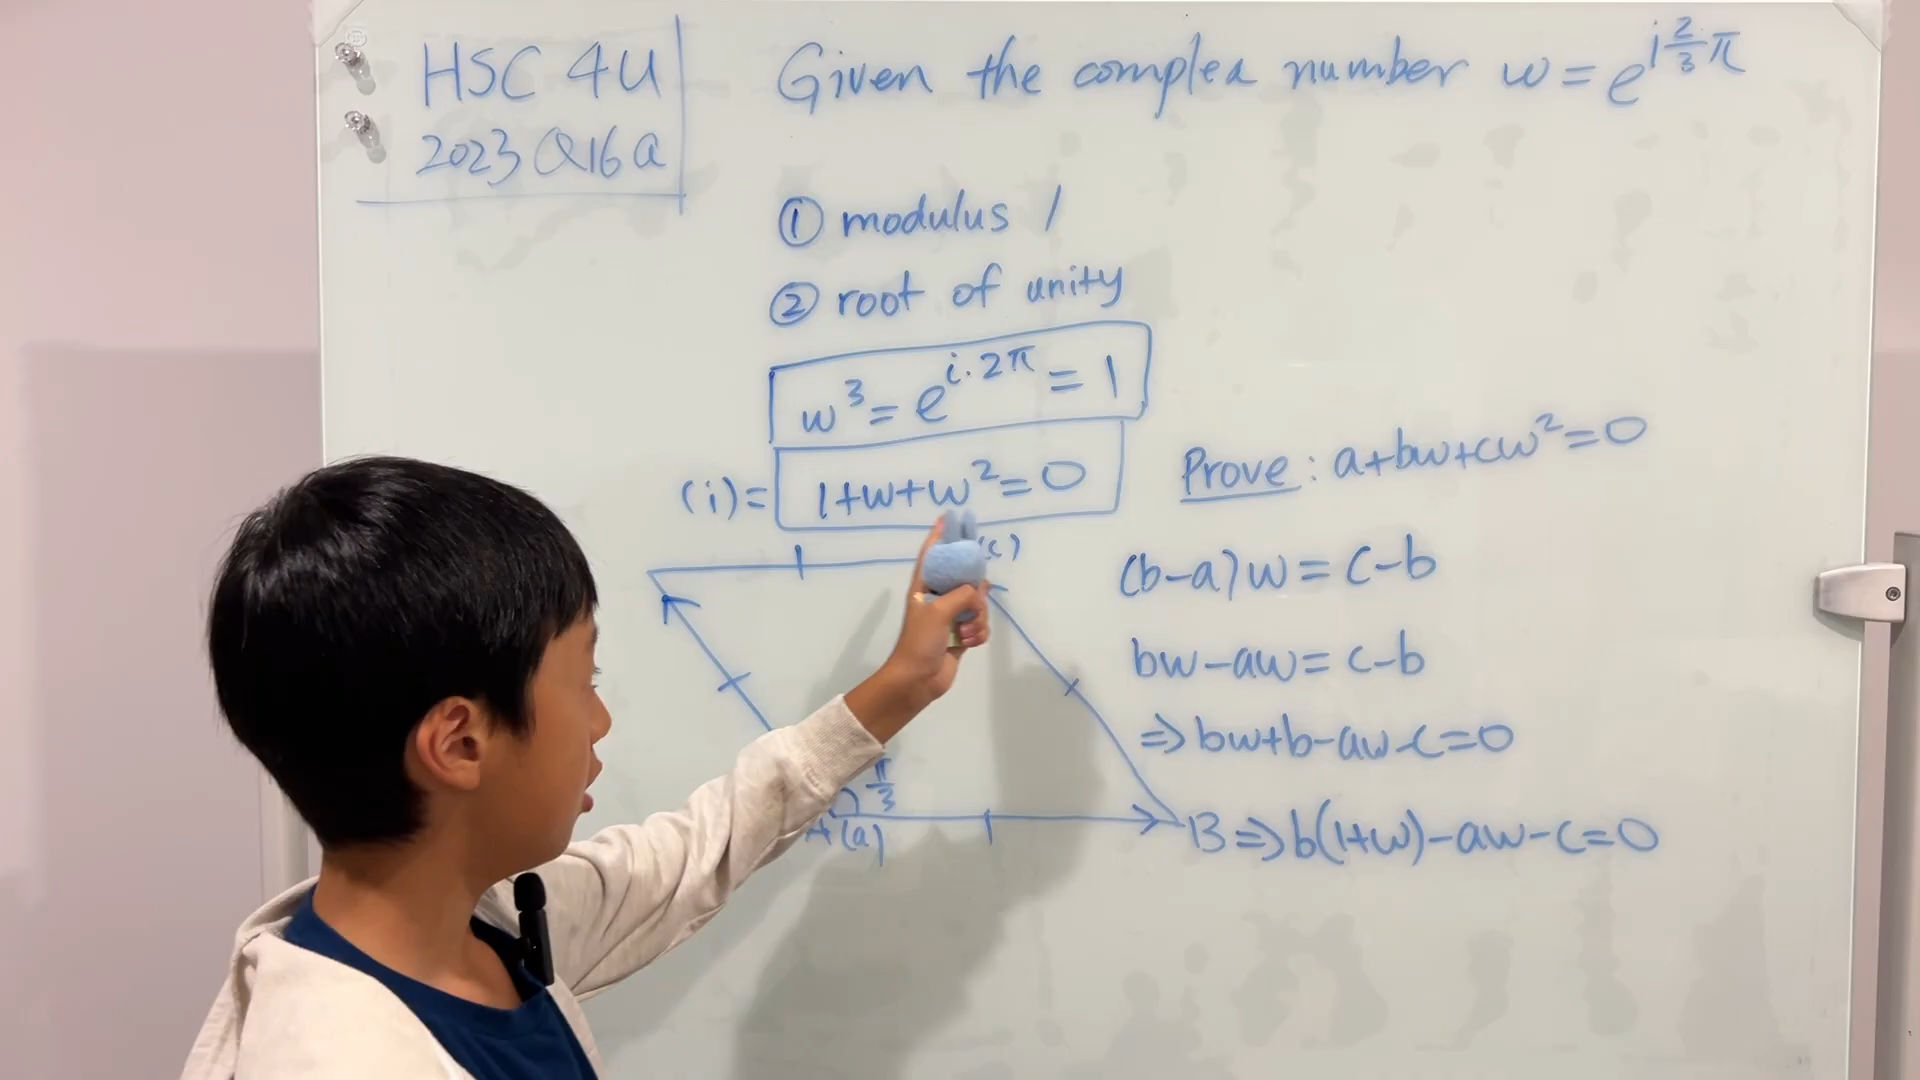 HSC 4U
2023 Q16 a
Given the complex number w = e^{i 2/3 π}
① modulus 1
② root of unity
w³ = e^{i·2π} = 1
(i) = 1+w+w² = 0
Prove : a+bw+cw² = 0
(c)
(b-a)w = c-b
bw-aw = c-b
⇒ bw+b-aw-c = 0
π/3
A (a)
B ⇒ b(1+w)-aw-c = 0